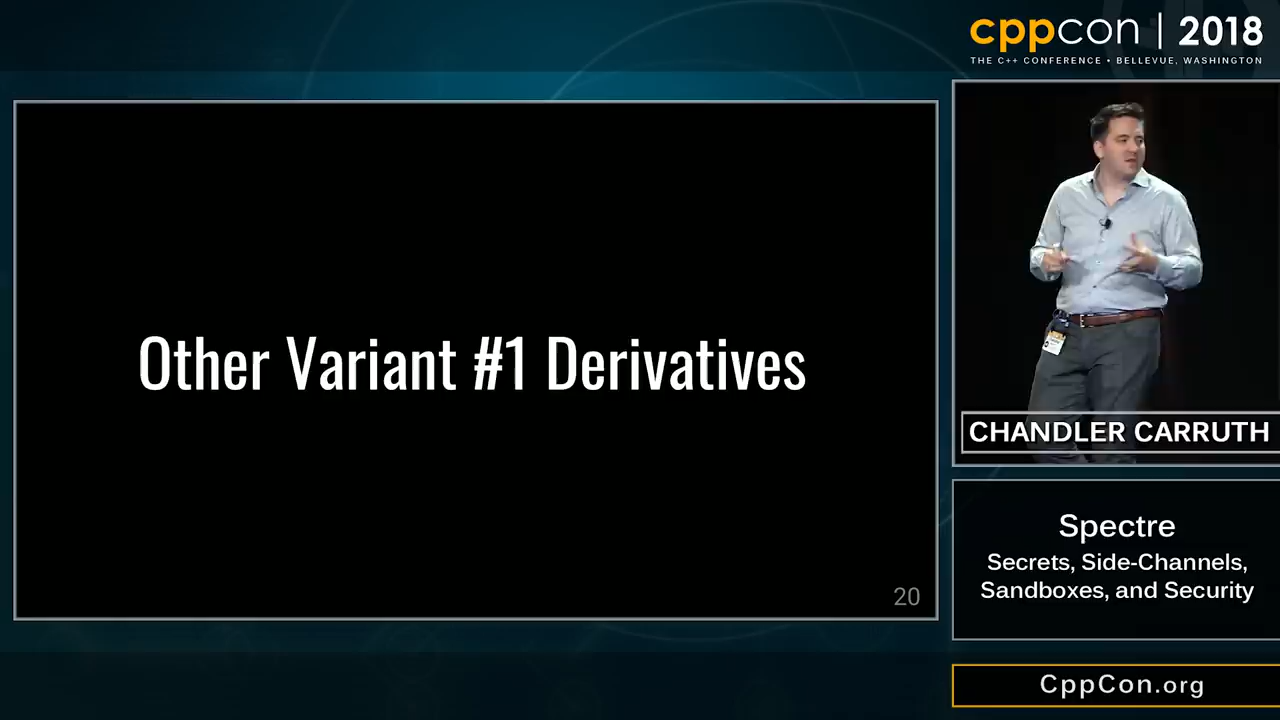 cppcon | 2018
THE C++ CONFERENCE • BELLEVUE, WASHINGTON
Other Variant #1 Derivatives
20
CHANDLER CARRUTH
Spectre
Secrets, Side-Channels,
Sandboxes, and Security
CppCon.org